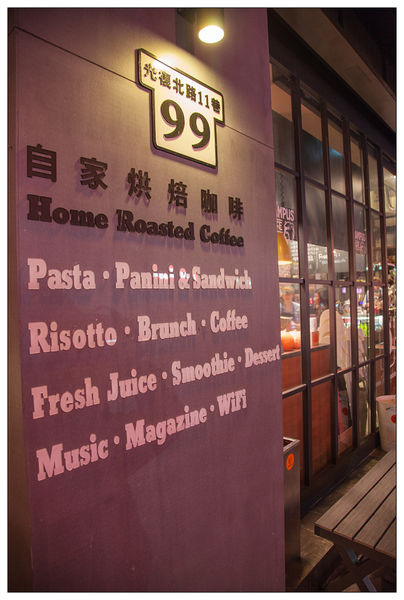 光復北路11巷
99
自家烘焙咖啡
Home Roasted Coffee
Pasta · Panini & Sandwich
Risotto · Brunch · Coffee
Fresh Juice · Smoothie · Dessert
Music · Magazine · WiFi